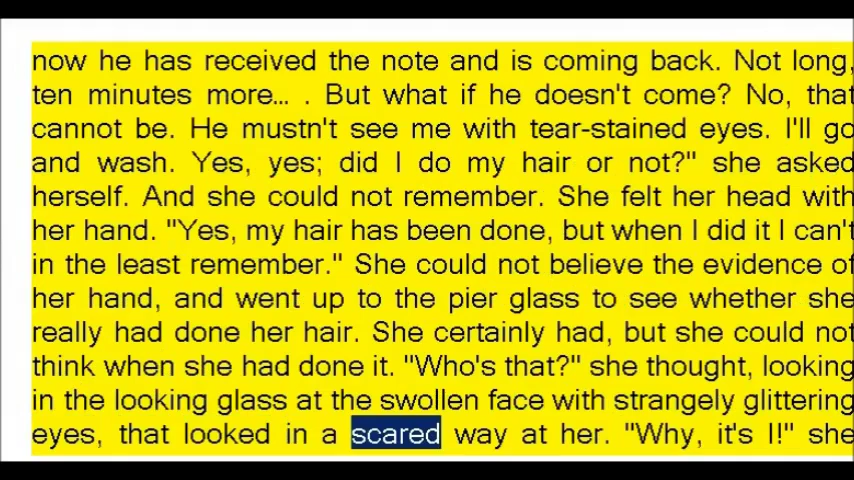 now he has received the note and is coming back. Not long,
ten minutes more... . But what if he doesn't come? No, that
cannot be. He mustn't see me with tear-stained eyes. I'll go
and wash. Yes, yes; did I do my hair or not?" she asked
herself. And she could not remember. She felt her head with
her hand. "Yes, my hair has been done, but when I did it I can't
in the least remember." She could not believe the evidence of
her hand, and went up to the pier glass to see whether she
really had done her hair. She certainly had, but she could not
think when she had done it. "Who's that?" she thought, looking
in the looking glass at the swollen face with strangely glittering
eyes, that looked in a scared way at her. "Why, it's I!" she